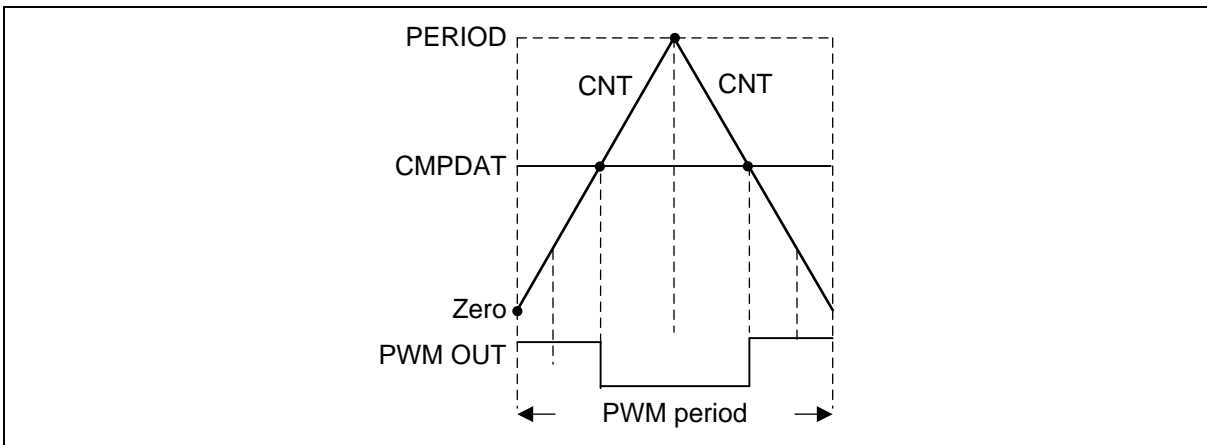 PERIOD
CNT
CNT
CMPDAT
Zero
PWM OUT
PWM period